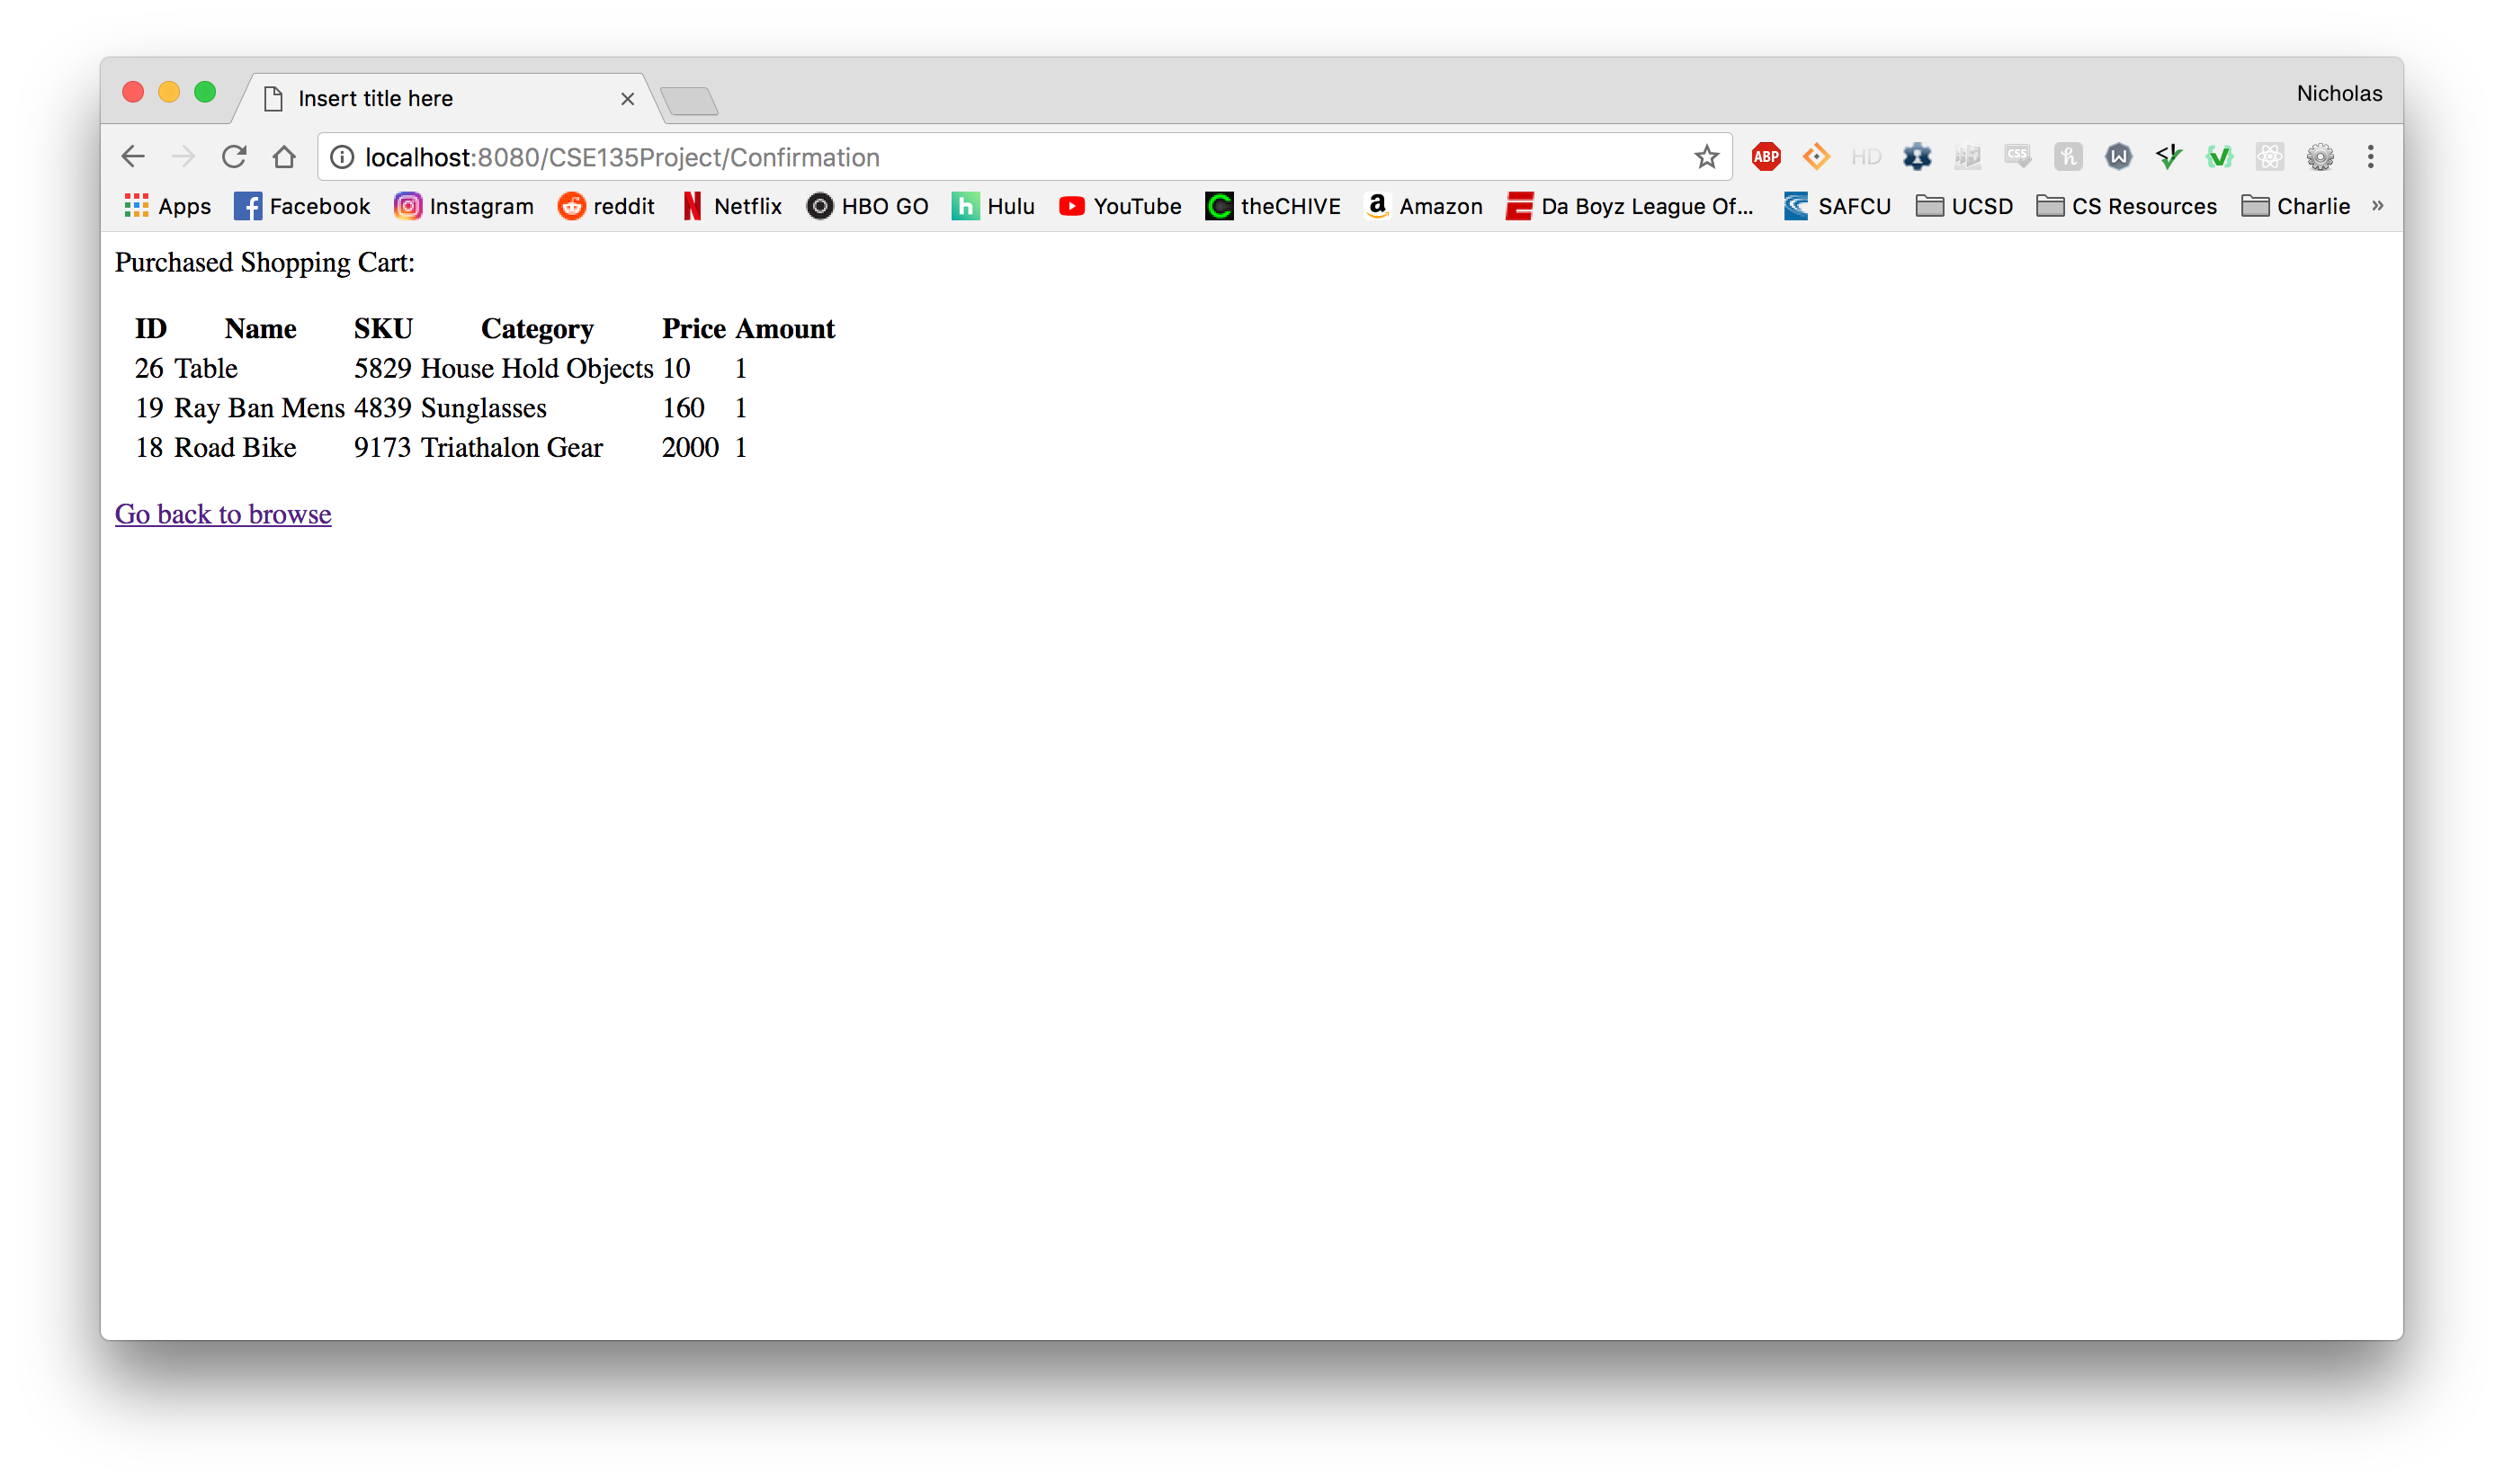 Insert title here
Nicholas
localhost:8080/CSE135Project/Confirmation
ABP
HD
CSS
Apps Facebook Instagram reddit Netflix HBO GO Hulu YouTube theCHIVE Amazon Da Boyz League Of... SAFCU UCSD CS Resources Charlie »
Purchased Shopping Cart:
ID Name SKU Category Price Amount
26 Table 5829 House Hold Objects 10 1
19 Ray Ban Mens 4839 Sunglasses 160 1
18 Road Bike 9173 Triathalon Gear 2000 1
Go back to browse